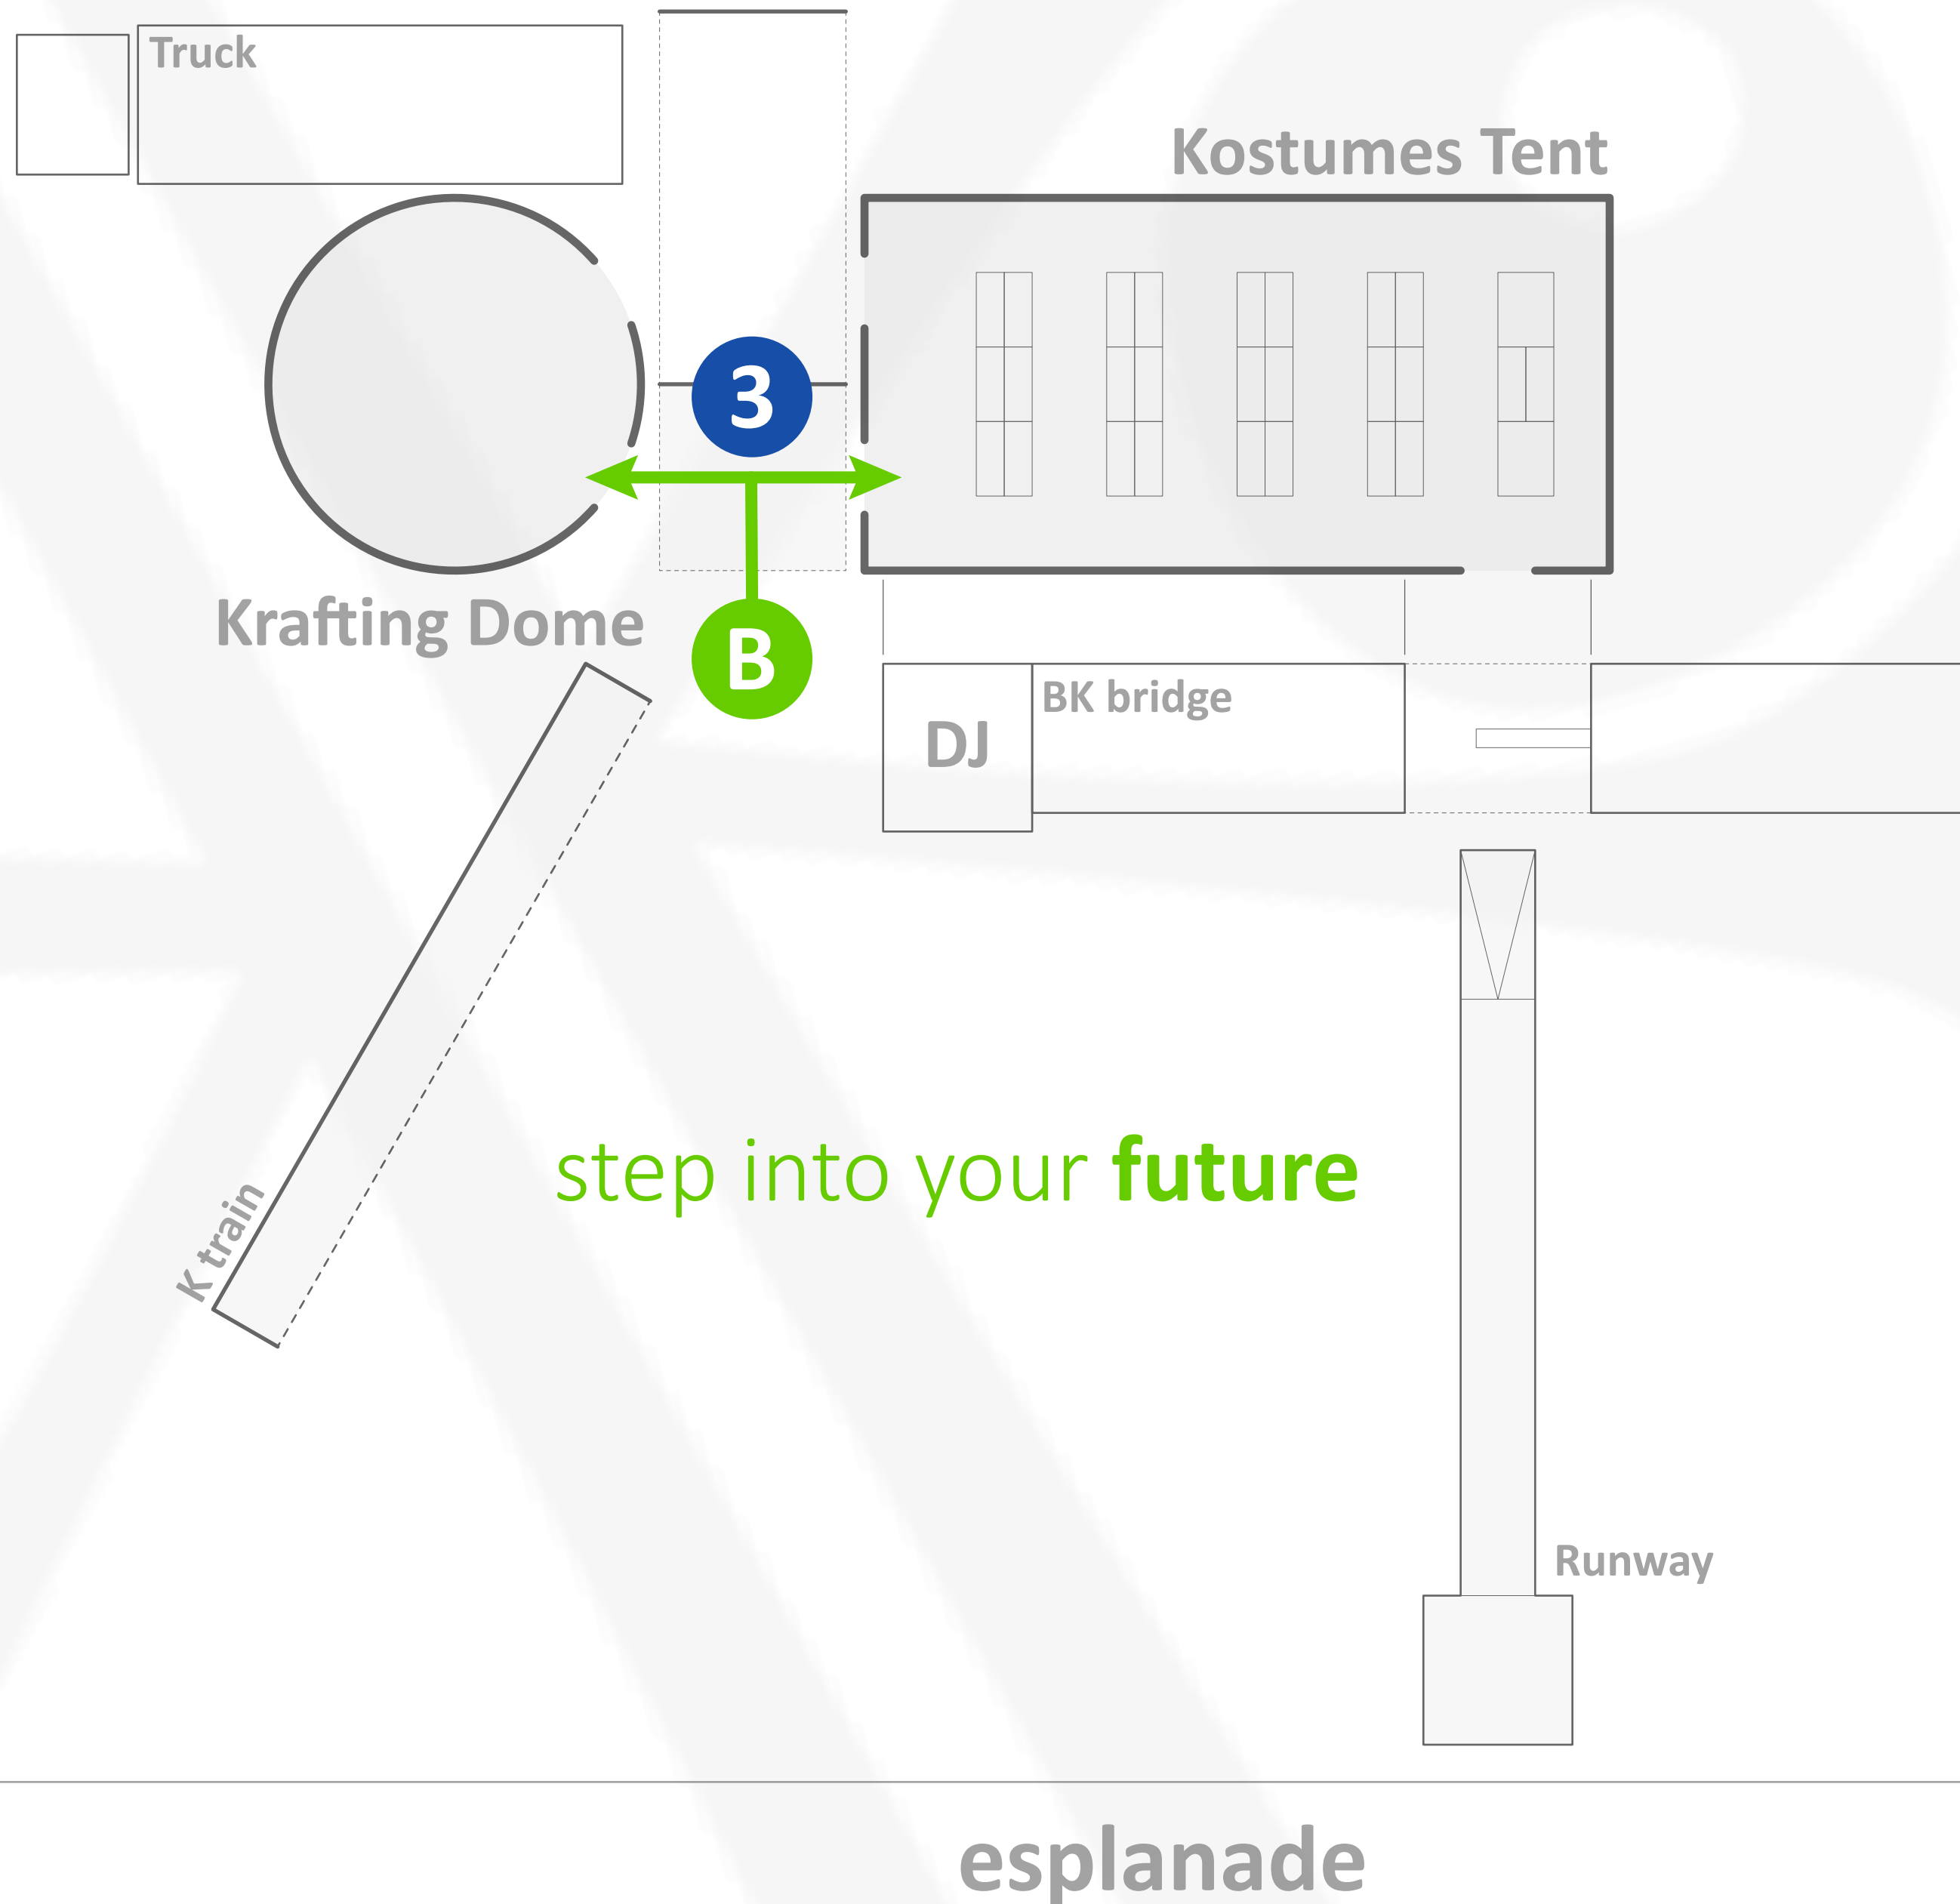 Truck
Kostumes Tent
3
Krafting Dome
B
BK bridge
DJ
step into your future
K train
Runway
esplanade